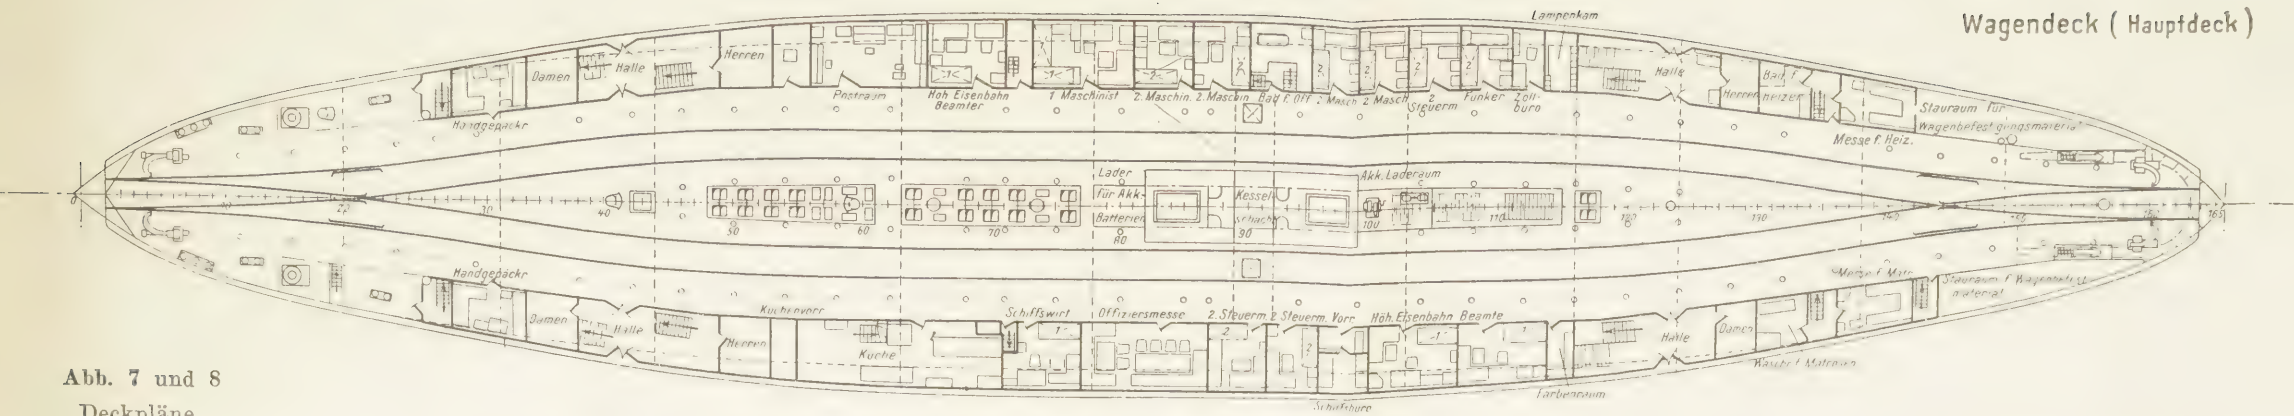 Wagendeck ( Hauptdeck )
Lampenkam
Damen
Halle
Herren
Halle
Herren
Bad f.
Heizer
Handgepäckr
Postraum
Höh Eisenbahn
Beamter
1 Maschinist
2. Maschin.
2. Maschin
Bad f. Off
2 Masch
2 Masch
2
Steuerm
Funker
Zoll-
büro
Messe f. Heiz.
Stauraum für
Wagenbefestigungsmateria
Lader
für Akk-
Batterien
Kessel
schacht
Akk. Laderaum
30
40
50
60
70
80
90
100
110
120
130
140
165
Handgepäckr
Damen
Halle
Küchenvorr
Herren
Küche
Schiffswirt
Offiziersmesse
2. Steuerm.
2 Steuerm.
Vorr
Höh. Eisenbahn Beamte
Halle
Damen
Messe f. Matr
Stauraum f. Wagenbefest
material
Wäsche f. Matrosen
Farbenraum
Schiffsbüro
Abb. 7 und 8
Deckpläne